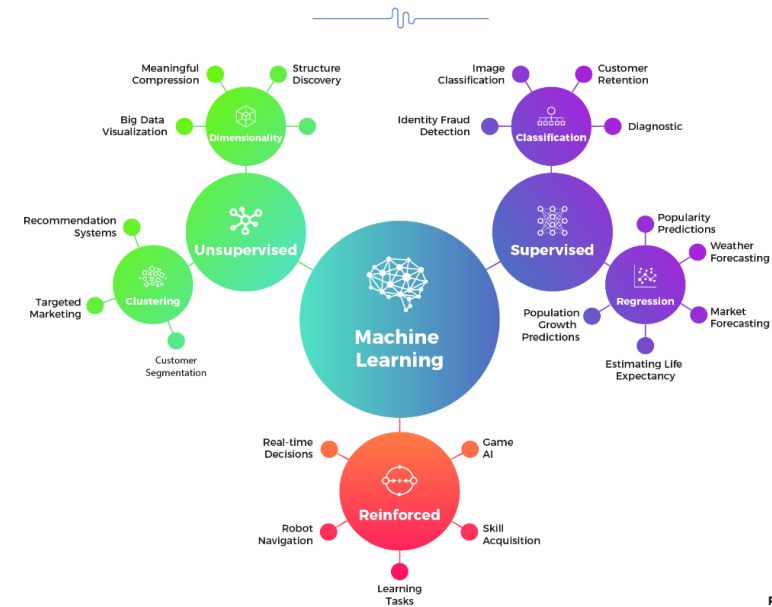 Meaningful
Compression
Structure
Discovery
Big Data
Visualization
Dimensionality
Image
Classification
Customer
Retention
Identity Fraud
Detection
Classification
Diagnostic
Recommendation
Systems
Unsupervised
Clustering
Targeted
Marketing
Customer
Segmentation
Supervised
Popularity
Predictions
Weather
Forecasting
Regression
Population
Growth
Predictions
Market
Forecasting
Estimating Life
Expectancy
Machine
Learning
Real-time
Decisions
Game
AI
Reinforced
Robot
Navigation
Skill
Acquisition
Learning
Tasks